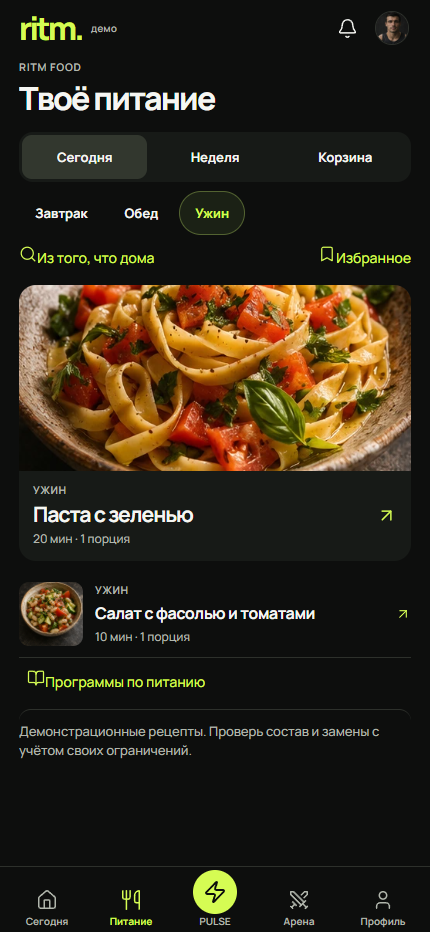 ritm. демо
RITM FOOD
Твоё питание
Сегодня Неделя Корзина
Завтрак Обед Ужин
Из того, что дома Избранное
УЖИН
Паста с зеленью
20 мин · 1 порция
УЖИН
Салат с фасолью и томатами
10 мин · 1 порция
Программы по питанию
Демонстрационные рецепты. Проверь состав и замены с
учётом своих ограничений.
Сегодня Питание PULSE Арена Профиль